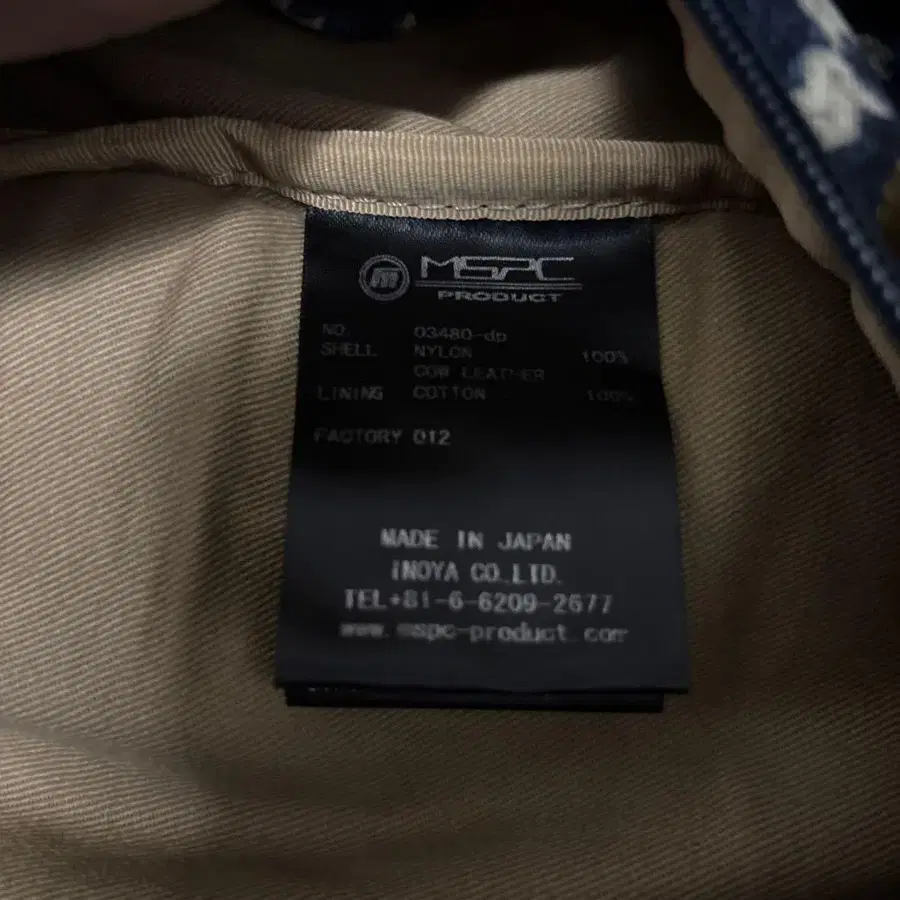 m MSPC
PRODUCT
NO. 03480-dp
SHELL NYLON 100%
COW LEATHER
LINING COTTON 100%
FACTORY 012
MADE IN JAPAN
INOYA CO.,LTD.
TEL+81-6-6209-2677
www.mspc-product.com